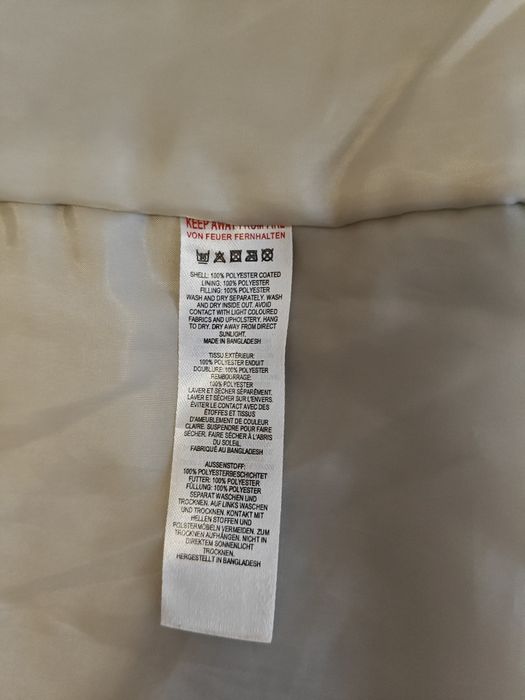 KEEP AWAY FROM FIRE
VON FEUER FERNHALTEN
SHELL: 100% POLYESTER COATED
LINING: 100% POLYESTER
FILLING: 100% POLYESTER
WASH AND DRY SEPARATELY. WASH
AND DRY INSIDE OUT. AVOID
CONTACT WITH LIGHT COLOURED
FABRICS AND UPHOLSTERY. HANG
TO DRY. DRY AWAY FROM DIRECT
SUNLIGHT.
MADE IN BANGLADESH
TISSU EXTÉRIEUR:
100% POLYESTER ENDUIT
DOUBLURE: 100% POLYESTER
REMBOURRAGE:
100% POLYESTER
LAVER ET SÉCHER SÉPARÉMENT.
LAVER ET SÉCHER SUR L'ENVERS.
ÉVITER LE CONTACT AVEC DES
ÉTOFFES ET TISSUS
D'AMEUBLEMENT DE COULEUR
CLAIRE. SUSPENDRE POUR FAIRE
SÉCHER. FAIRE SÉCHER À L'ABRIS
DU SOLEIL.
FABRIQUÉ AU BANGLADESH
AUSSENSTOFF:
100% POLYESTERBESCHICHTET
FUTTER: 100% POLYESTER
FÜLLUNG: 100% POLYESTER
SEPARAT WASCHEN UND
TROCKNEN. AUF LINKS WASCHEN
UND TROCKNEN. KONTAKT MIT
HELLEN STOFFEN UND
POLSTERMÖBELN VERMEIDEN. ZUM
TROCKNEN AUFHÄNGEN. NICHT IN
DIREKTEM SONNENLICHT
TROCKNEN.
HERGESTELLT IN BANGLADESH